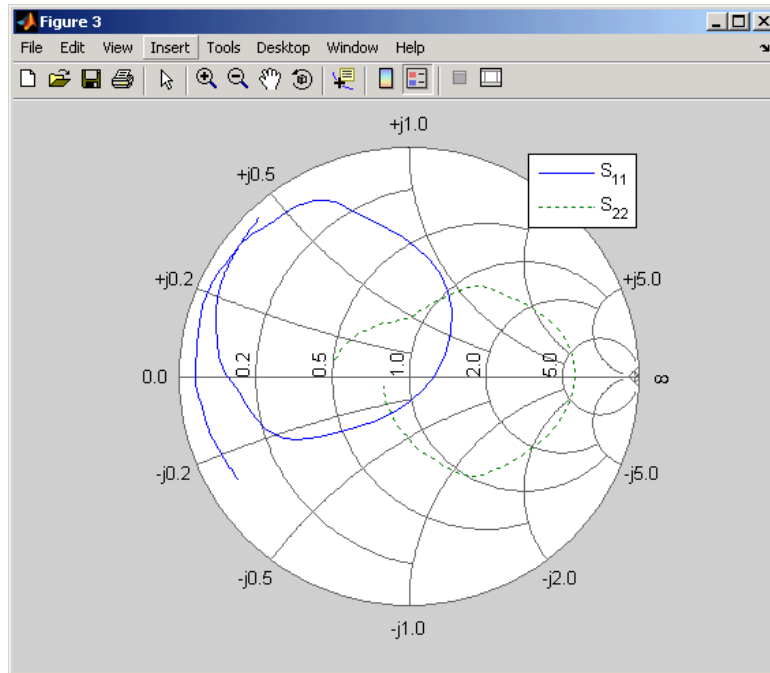 Figure 3
File Edit View Insert Tools Desktop Window Help
+j1.0
+j0.5
S11
S22
+j0.2
+j5.0
0.0
0.2
0.5
1.0
2.0
5.0
∞
-j0.2
-j5.0
-j0.5
-j2.0
-j1.0